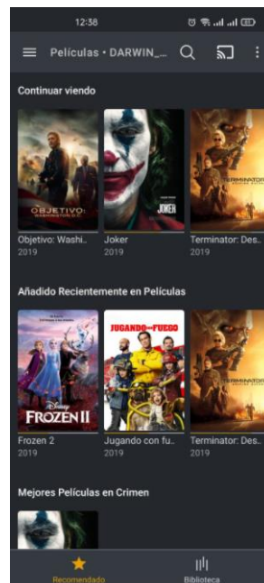 12:38
Películas • DARWIN_...
Continuar viendo
OBJETIVO:
JOKER
Objetivo: Washi..
2019
Joker
2019
Terminator: Des..
2019
Añadido Recientemente en Películas
Disney
FROZEN II
JUGANDO CON FUEGO
Frozen 2
2019
Jugando con fu..
2019
Terminator: Des..
2019
Mejores Películas en Crimen
Recomendado
Biblioteca